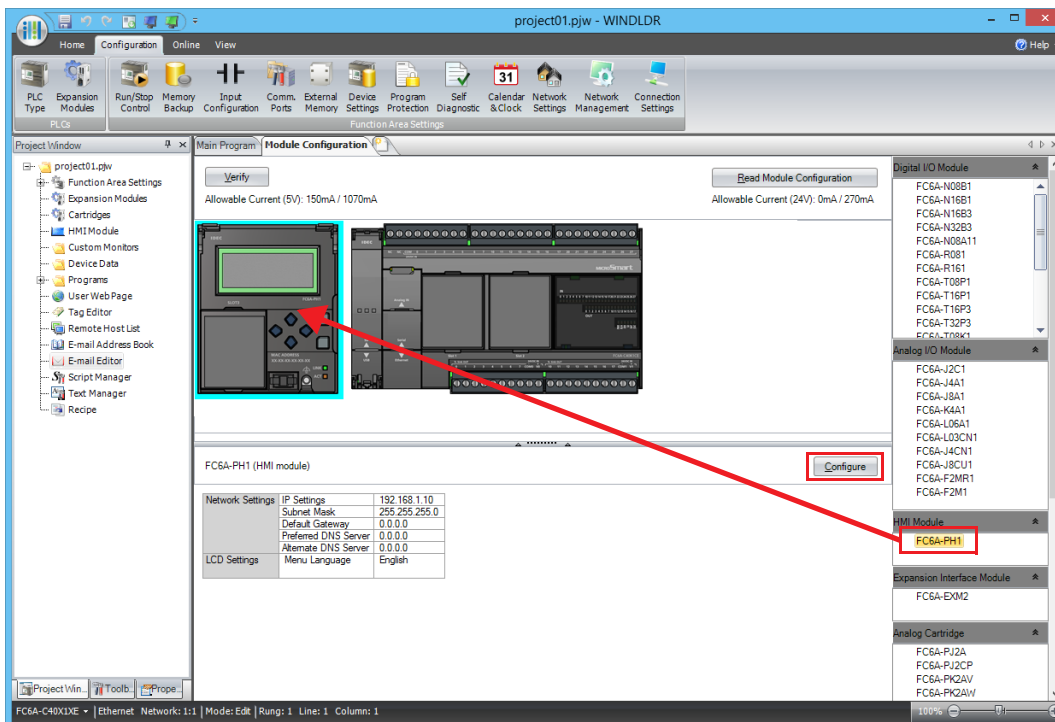 project01.pjw - WINDLDR
Home Configuration Online View Help
PLC Type
Expansion Modules
Run/Stop Control
Memory Backup
Input Configuration
Comm. Ports
External Memory
Device Settings
Program Protection
Self Diagnostic
Calendar & Clock
Network Settings
Network Management
Connection Settings
31
PLCs
Function Area Settings
Project Window
project01.pjw
Function Area Settings
Expansion Modules
Cartridges
HMI Module
Custom Monitors
Device Data
Programs
User Web Page
Tag Editor
Remote Host List
E-mail Address Book
E-mail Editor
Script Manager
Text Manager
Recipe
Project Win...
Toolb...
Prope...
Main Program
Module Configuration
Verify
Read Module Configuration
Allowable Current (5V): 150mA / 1070mA
Allowable Current (24V): 0mA / 270mA
FC6A-PH1
MAC ADDRESS
microSmart
FC6A-PH1 (HMI module)
Configure
Network Settings IP Settings 192.168.1.10
Subnet Mask 255.255.255.0
Default Gateway 0.0.0.0
Preferred DNS Server 0.0.0.0
Alternate DNS Server 0.0.0.0
LCD Settings Menu Language English
Digital I/O Module
FC6A-N08B1
FC6A-N16B1
FC6A-N16B3
FC6A-N32B3
FC6A-N08A11
FC6A-R081
FC6A-R161
FC6A-T08P1
FC6A-T16P1
FC6A-T16P3
FC6A-T32P3
FC6A-T08K1
Analog I/O Module
FC6A-J2C1
FC6A-J4A1
FC6A-J8A1
FC6A-K4A1
FC6A-L06A1
FC6A-L03CN1
FC6A-J4CN1
FC6A-J8CU1
FC6A-F2MR1
FC6A-F2M1
HMI Module
FC6A-PH1
Expansion Interface Module
FC6A-EXM2
Analog Cartridge
FC6A-PJ2A
FC6A-PJ2CP
FC6A-PK2AV
FC6A-PK2AW
FC6A-C40X1XE Ethernet Network: 1:1 Mode: Edit Rung: 1 Line: 1 Column: 1
100%